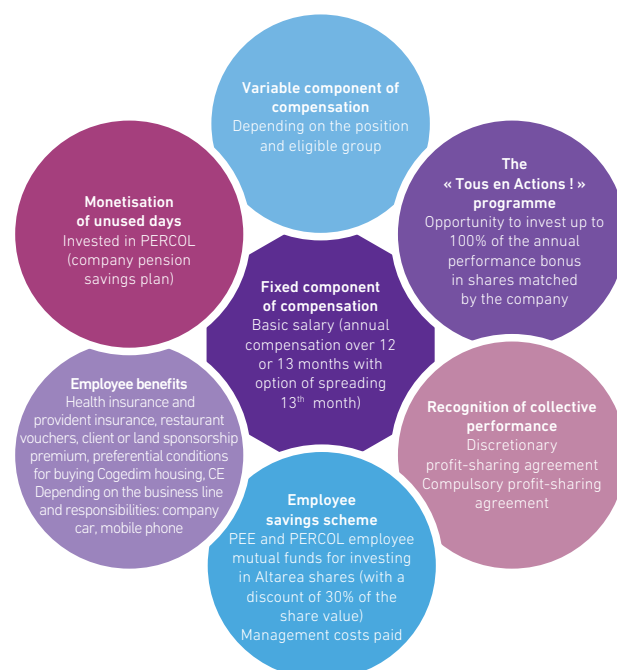 Variable component of
compensation
Depending on the position
and eligible group
Monetisation
of unused days
Invested in PERCOL
(company pension
savings plan)
The
« Tous en Actions ! »
programme
Opportunity to invest up to
100% of the annual
performance bonus
in shares matched
by the company
Fixed component
of compensation
Basic salary (annual
compensation over 12
or 13 months with
option of spreading
13th month)
Employee benefits
Health insurance and
provident insurance, restaurant
vouchers, client or land sponsorship
premium, preferential conditions
for buying Cogedim housing, CE
Depending on the business line
and responsibilities: company
car, mobile phone
Recognition of collective
performance
Discretionary
profit-sharing agreement
Compulsory profit-sharing
agreement
Employee
savings scheme
PEE and PERCOL employee
mutual funds for investing
in Altarea shares (with a
discount of 30% of the
share value)
Management costs paid